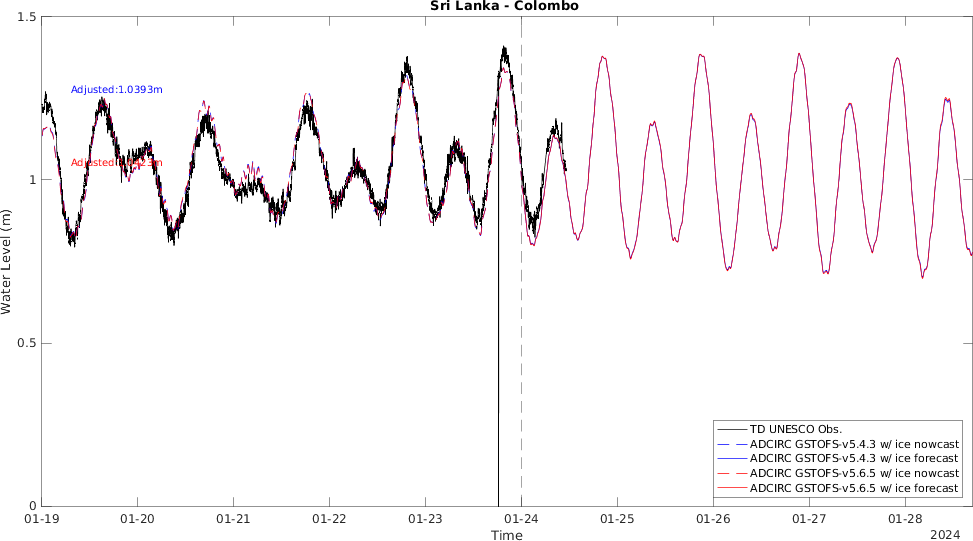 Sri Lanka - Colombo
1.5
Adjusted:1.0393m
Adjusted
1
Water Level (m)
0.5
TD UNESCO Obs.
ADCIRC GSTOFS-v5.4.3 w/ ice nowcast
ADCIRC GSTOFS-v5.4.3 w/ ice forecast
ADCIRC GSTOFS-v5.6.5 w/ ice nowcast
ADCIRC GSTOFS-v5.6.5 w/ ice forecast
0
01-19 01-20 01-21 01-22 01-23 01-24 01-25 01-26 01-27 01-28
Time
2024